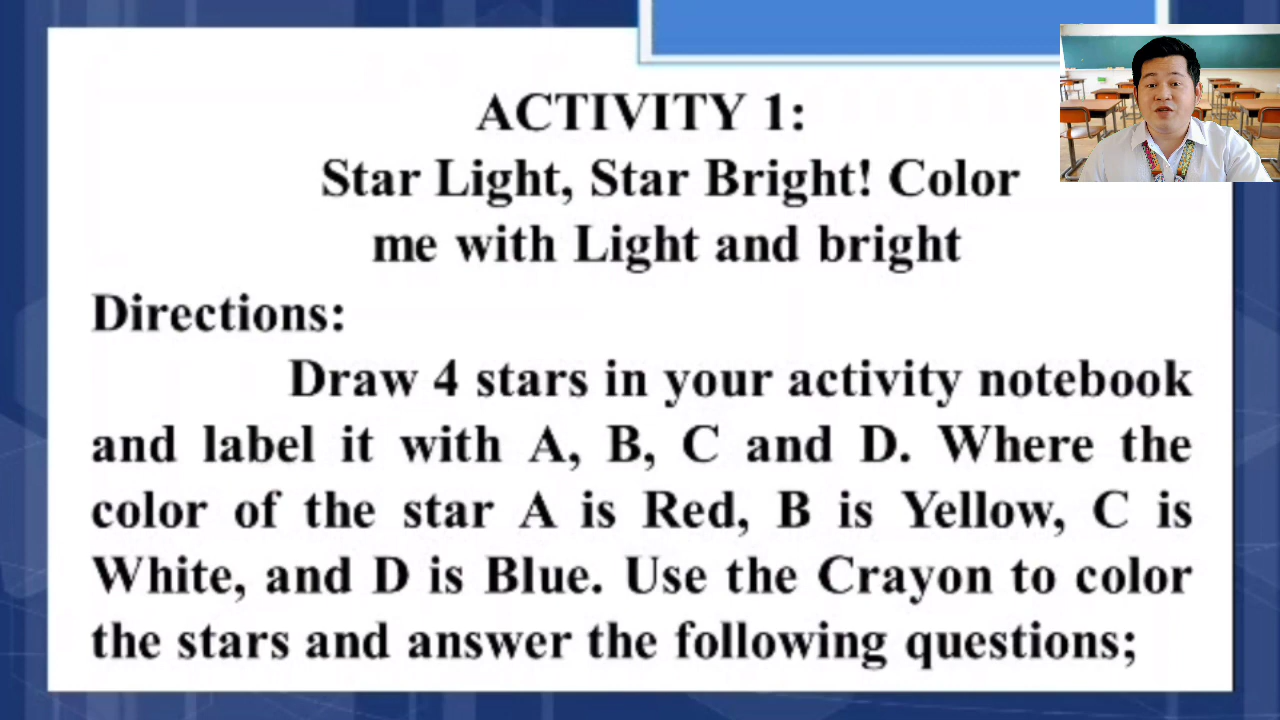 ACTIVITY 1:
Star Light, Star Bright! Color
me with Light and bright
Directions:
Draw 4 stars in your activity notebook
and label it with A, B, C and D. Where the
color of the star A is Red, B is Yellow, C is
White, and D is Blue. Use the Crayon to color
the stars and answer the following questions;